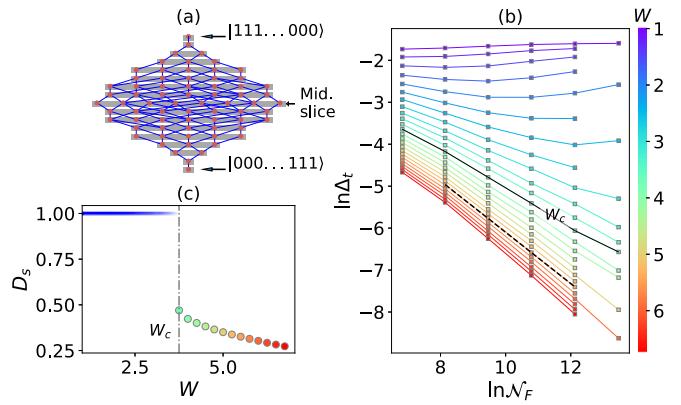 (a)
|111...000⟩
Mid.
slice
|000...111⟩
(c)
1.00
0.75
0.50
0.25
D_s
W_c
2.5
5.0
W
(b)
W
−2
−3
−4
−5
−6
−7
−8
lnΔ_t
W_c
8
10
12
ln𝒩_F
1
2
3
4
5
6